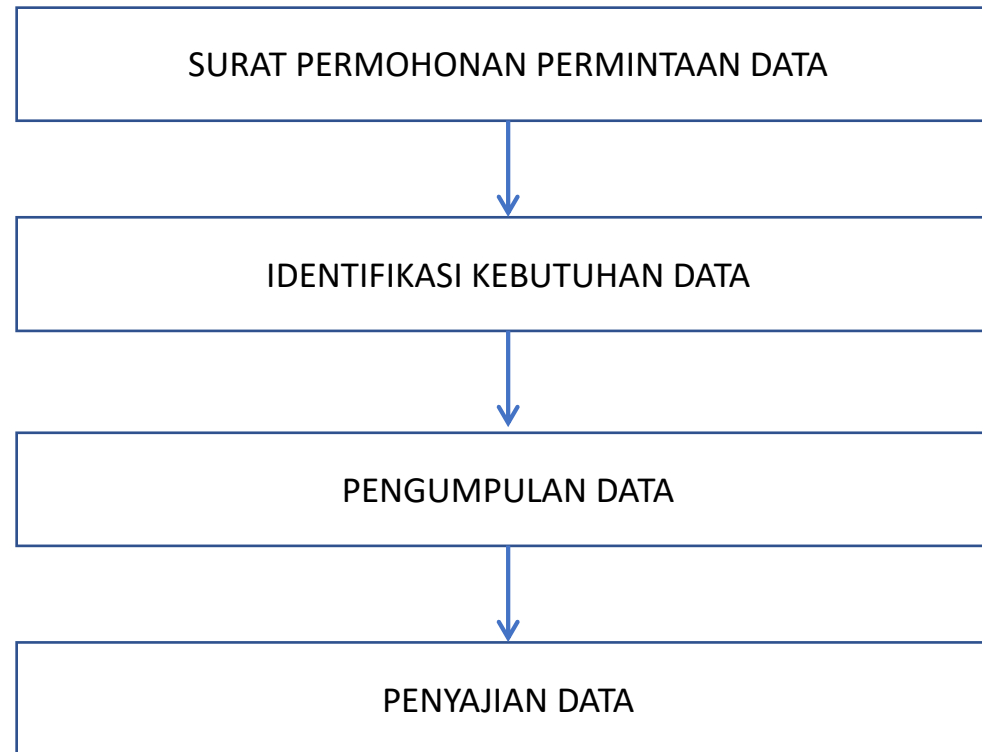 SURAT PERMOHONAN PERMINTAAN DATA
IDENTIFIKASI KEBUTUHAN DATA
PENGUMPULAN DATA
PENYAJIAN DATA